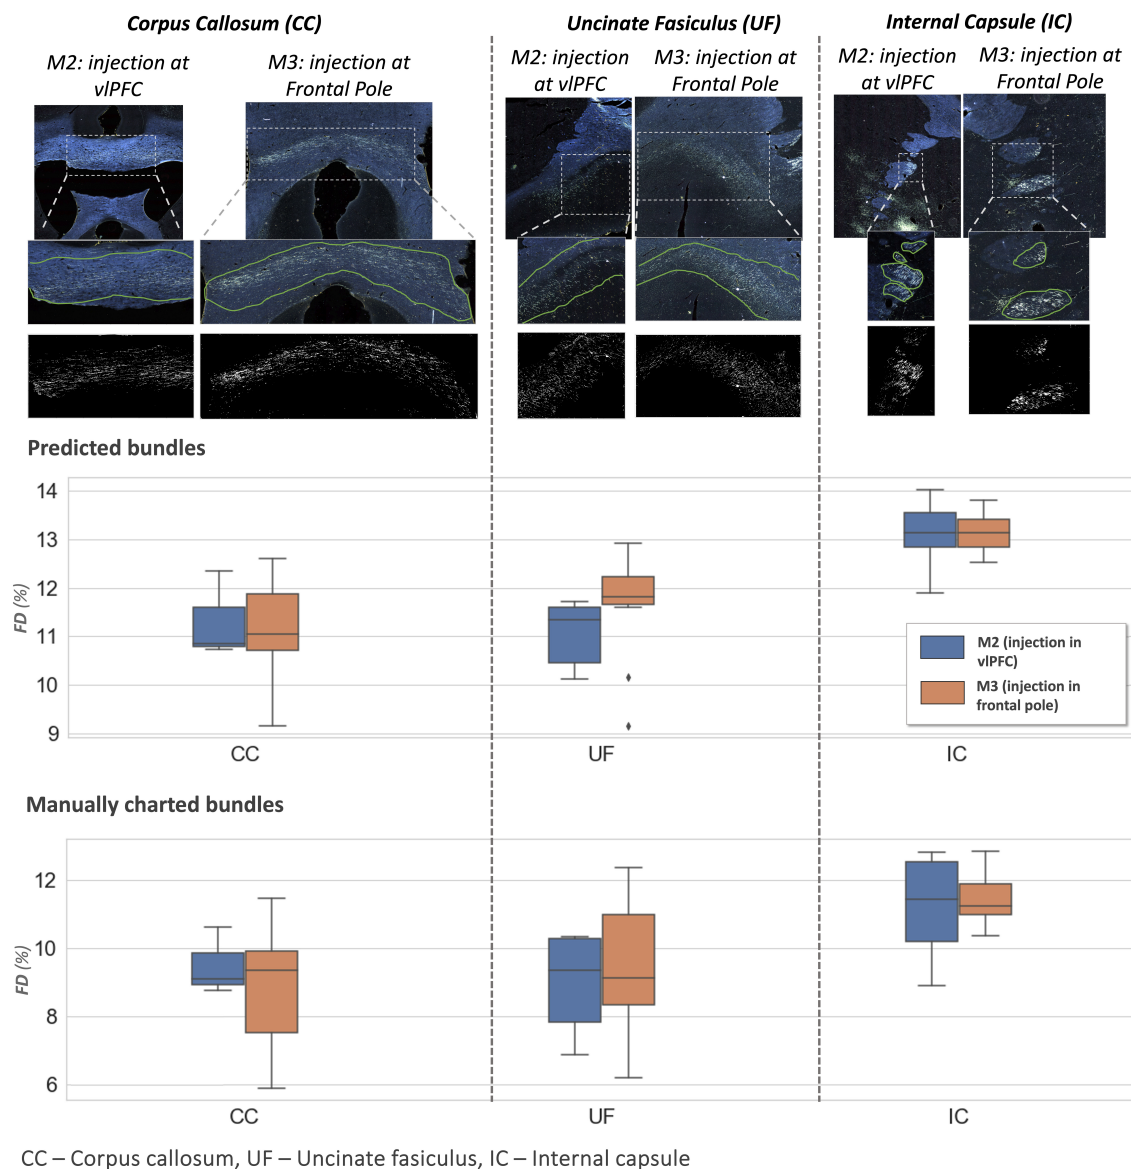 Corpus Callosum (CC)
Uncinate Fasiculus (UF)
Internal Capsule (IC)
M2: injection at
vlPFC
M3: injection at
Frontal Pole
M2: injection
at vlPFC
M3: injection at
Frontal Pole
M2: injection
at vlPFC
M3: injection at
Frontal Pole
Predicted bundles
14
13
12
11
10
9
FD (%)
CC
UF
IC
M2 (injection in
vlPFC)
M3 (injection in
frontal pole)
Manually charted bundles
12
10
8
6
FD (%)
CC
UF
IC
CC – Corpus callosum, UF – Uncinate fasiculus, IC – Internal capsule